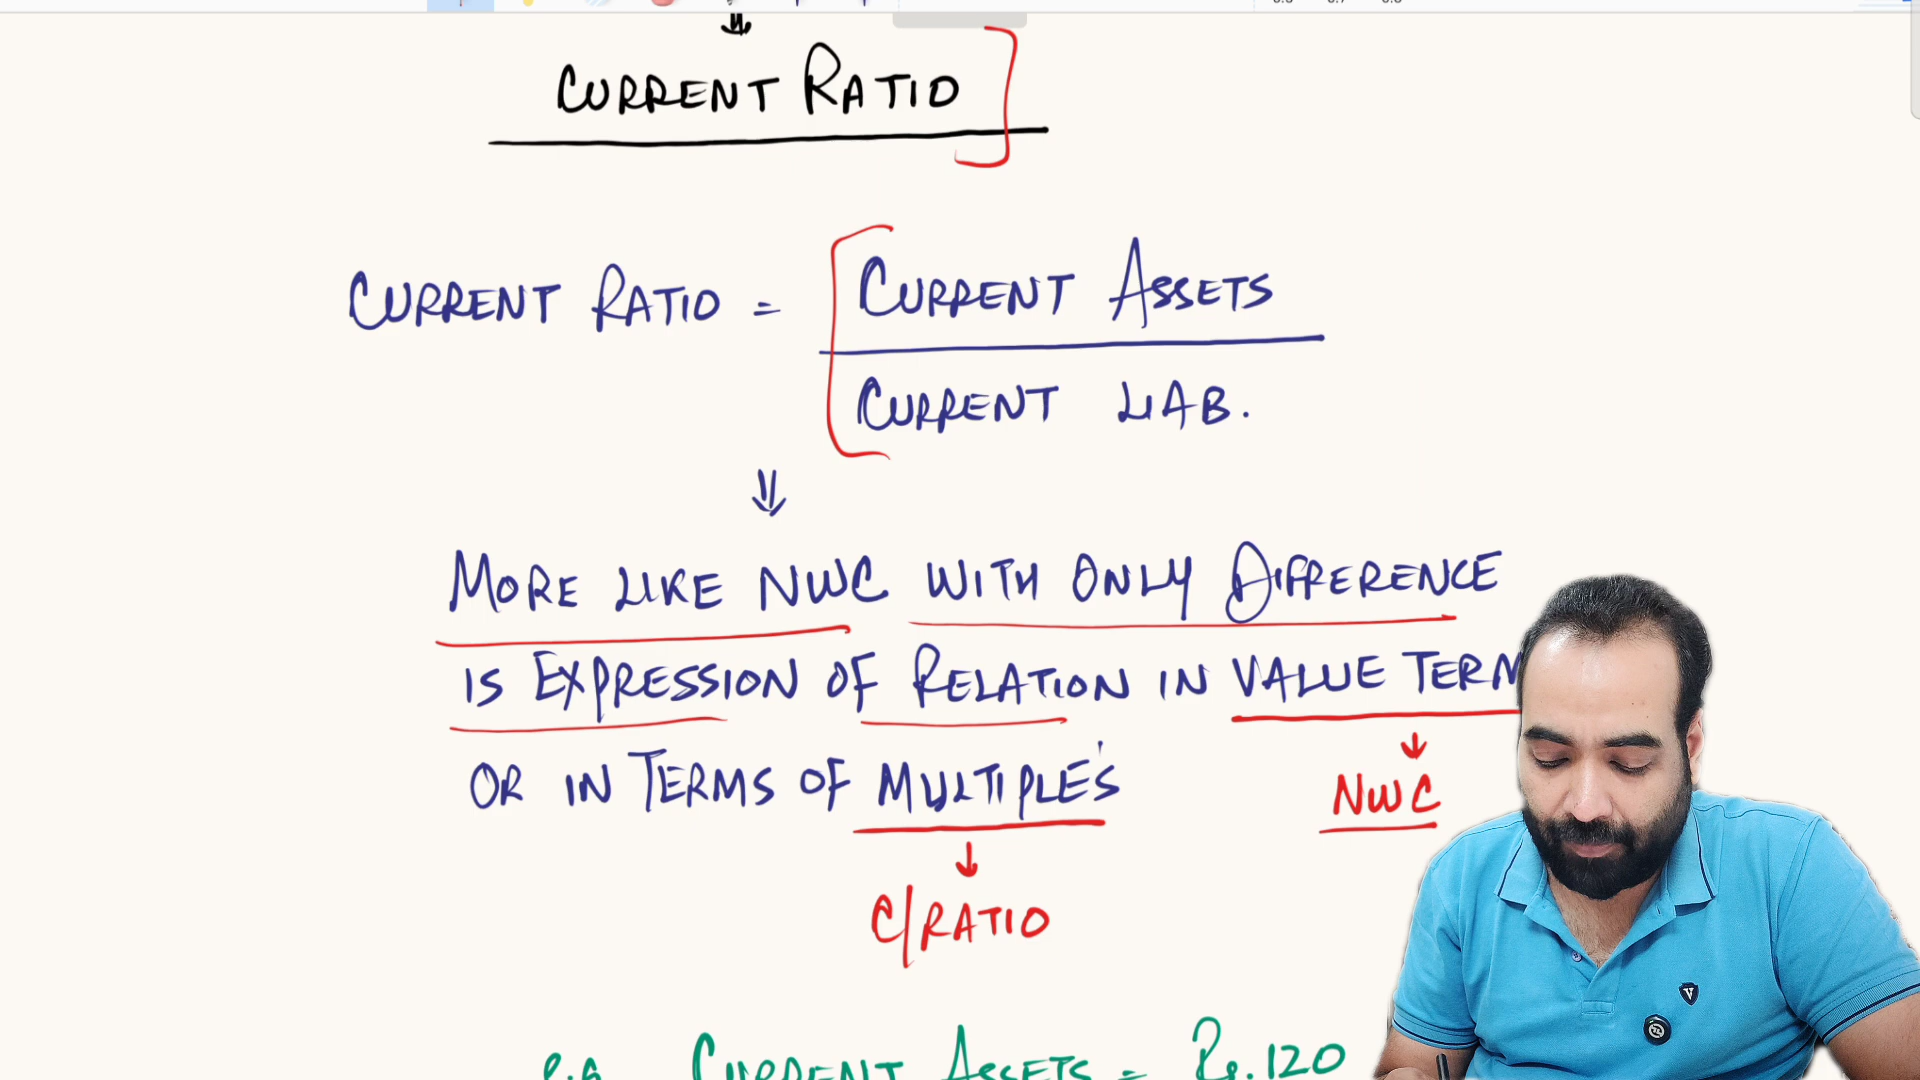 CURRENT RATIO
CURRENT RATIO = CURRENT ASSETS
CURRENT LIAB.
MORE LIKE NWC WITH ONLY DIFFERENCE
IS EXPRESSION OF RELATION IN VALUE TERM
OR IN TERMS OF MULTIPLE'S
NWC
C/RATIO
e.g CURRENT ASSETS = Rs.120
V